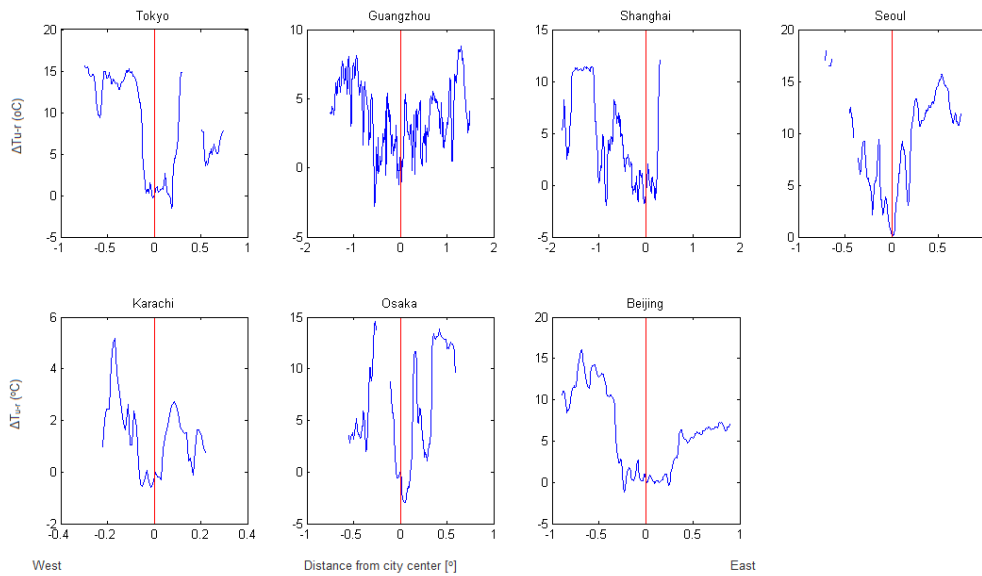 Tokyo Guangzhou Shanghai Seoul
20 10 15 20
15 10 15
10 5 10
5 5
0 0 0 5
ΔTu-r (oC)
-5 -5 -5 0
-1 -0.5 0 0.5 1 -2 -1 0 1 2 -2 -1 0 1 2 -1 -0.5 0 0.5 1
Karachi Osaka Beijing
6 15 20
4 10 15
10
2 5
5
0 0 0
ΔTu-r (ºC)
-2 -5 -5
-0.4 -0.2 0 0.2 0.4 -1 -0.5 0 0.5 1 -1 -0.5 0 0.5 1
West Distance from city center [º] East